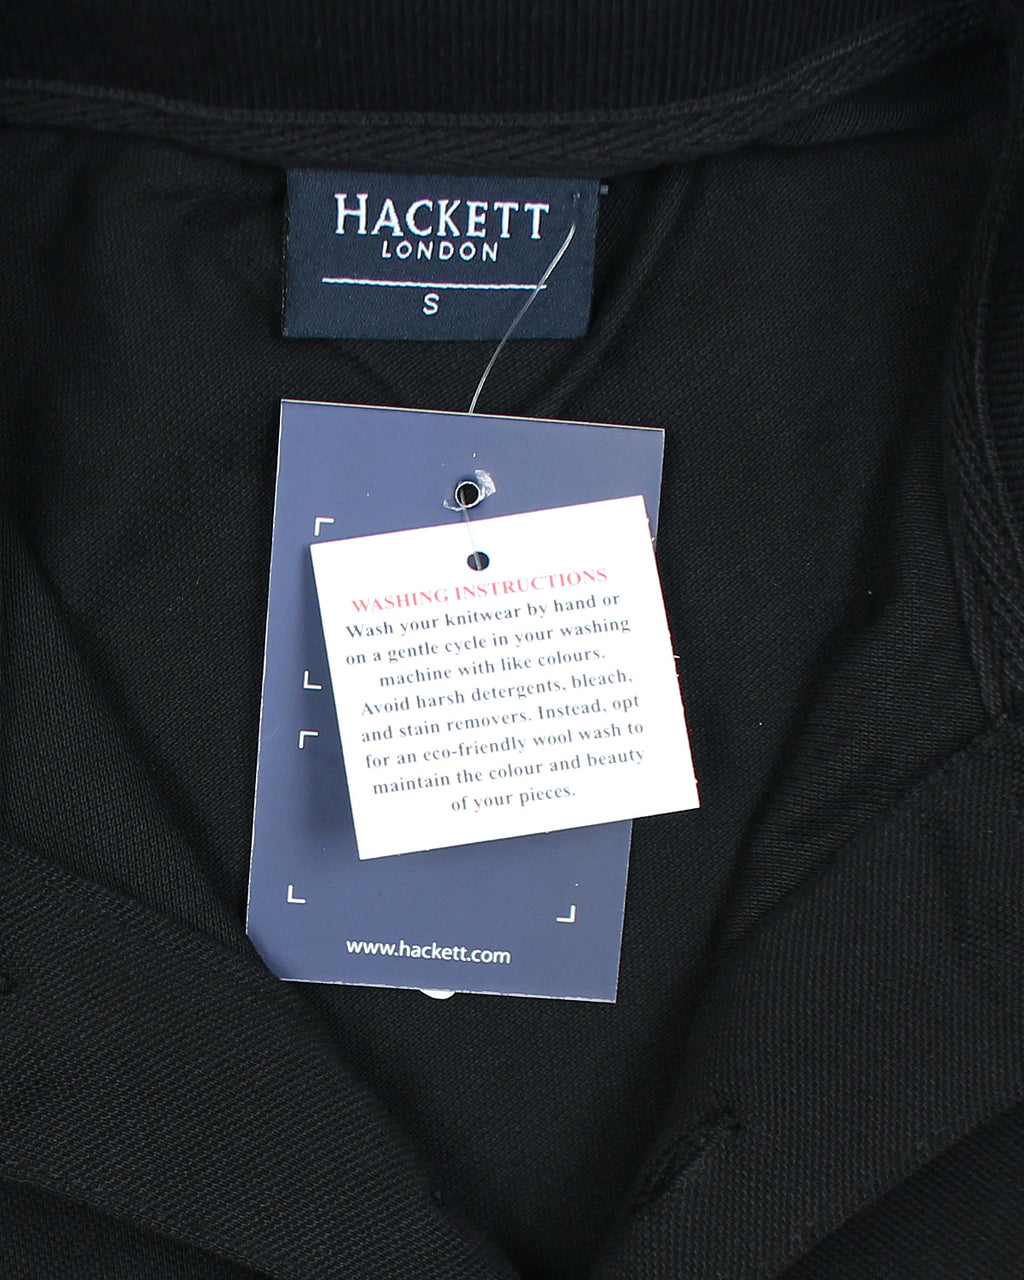 HACKETT
LONDON
S
WASHING INSTRUCTIONS
Wash your knitwear by hand or
on a gentle cycle in your washing
machine with like colours.
Avoid harsh detergents, bleach,
and stain removers. Instead, opt
for an eco-friendly wool wash to
maintain the colour and beauty
of your pieces.
www.hackett.com